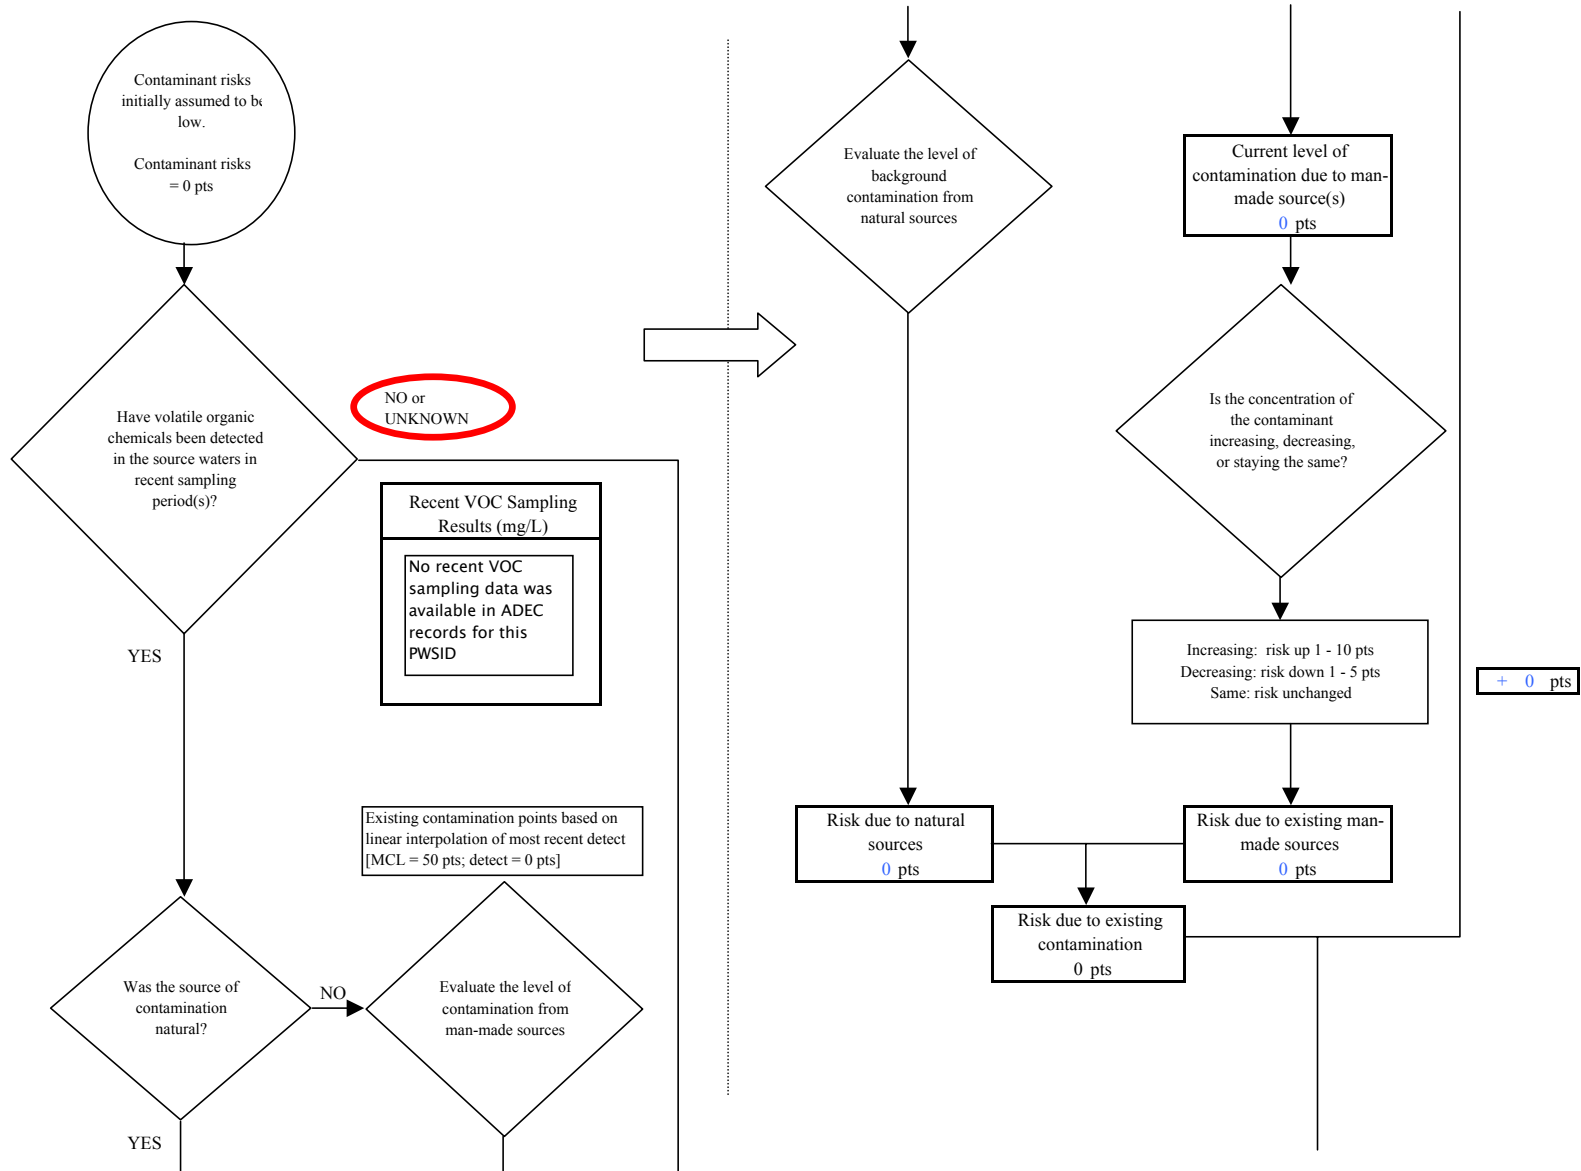 Contaminant risks
initially assumed to be
low.
Contaminant risks
= 0 pts
Have volatile organic
chemicals been detected
in the source waters in
recent sampling
period(s)?
NO or
UNKNOWN
Recent VOC Sampling
Results (mg/L)
No recent VOC
sampling data was
available in ADEC
records for this
PWSID
YES
Existing contamination points based on
linear interpolation of most recent detect
[MCL = 50 pts; detect = 0 pts]
Was the source of
contamination
natural?
NO
Evaluate the level of
contamination from
man-made sources
YES
Evaluate the level of
background
contamination from
natural sources
Current level of
contamination due to man-
made source(s)
0 pts
Is the concentration of
the contaminant
increasing, decreasing,
or staying the same?
Increasing: risk up 1 - 10 pts
Decreasing: risk down 1 - 5 pts
Same: risk unchanged
+ 0 pts
Risk due to natural
sources
0 pts
Risk due to existing man-
made sources
0 pts
Risk due to existing
contamination
0 pts